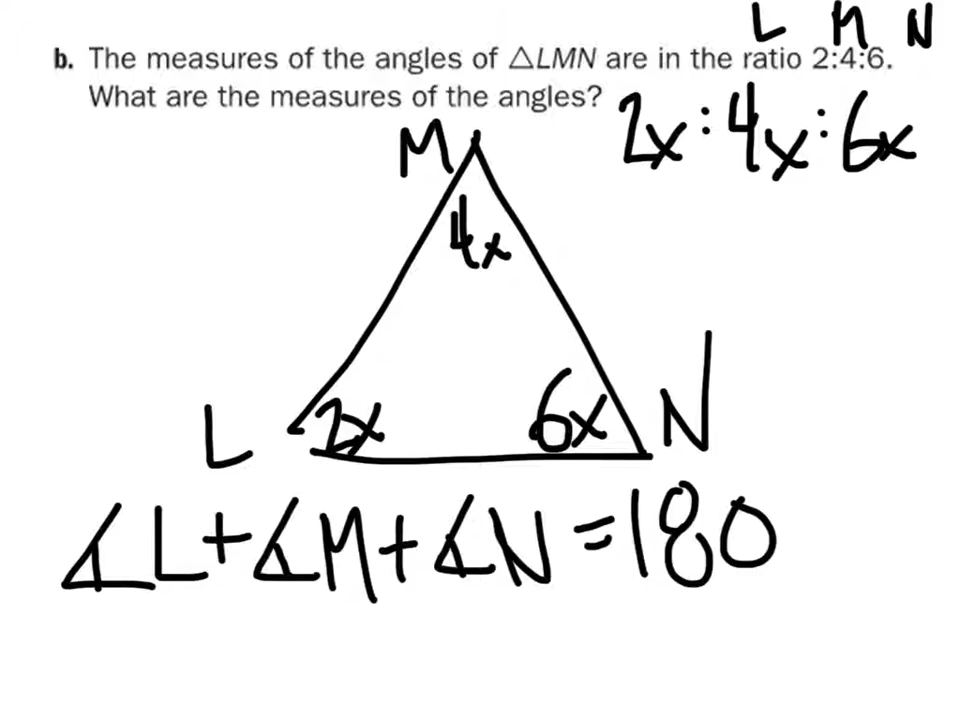 L M N
b. The measures of the angles of △LMN are in the ratio 2:4:6.
What are the measures of the angles?
2x:4x:6x
M
4x
L 2x 6x N
∡L+∡M+∡N=180